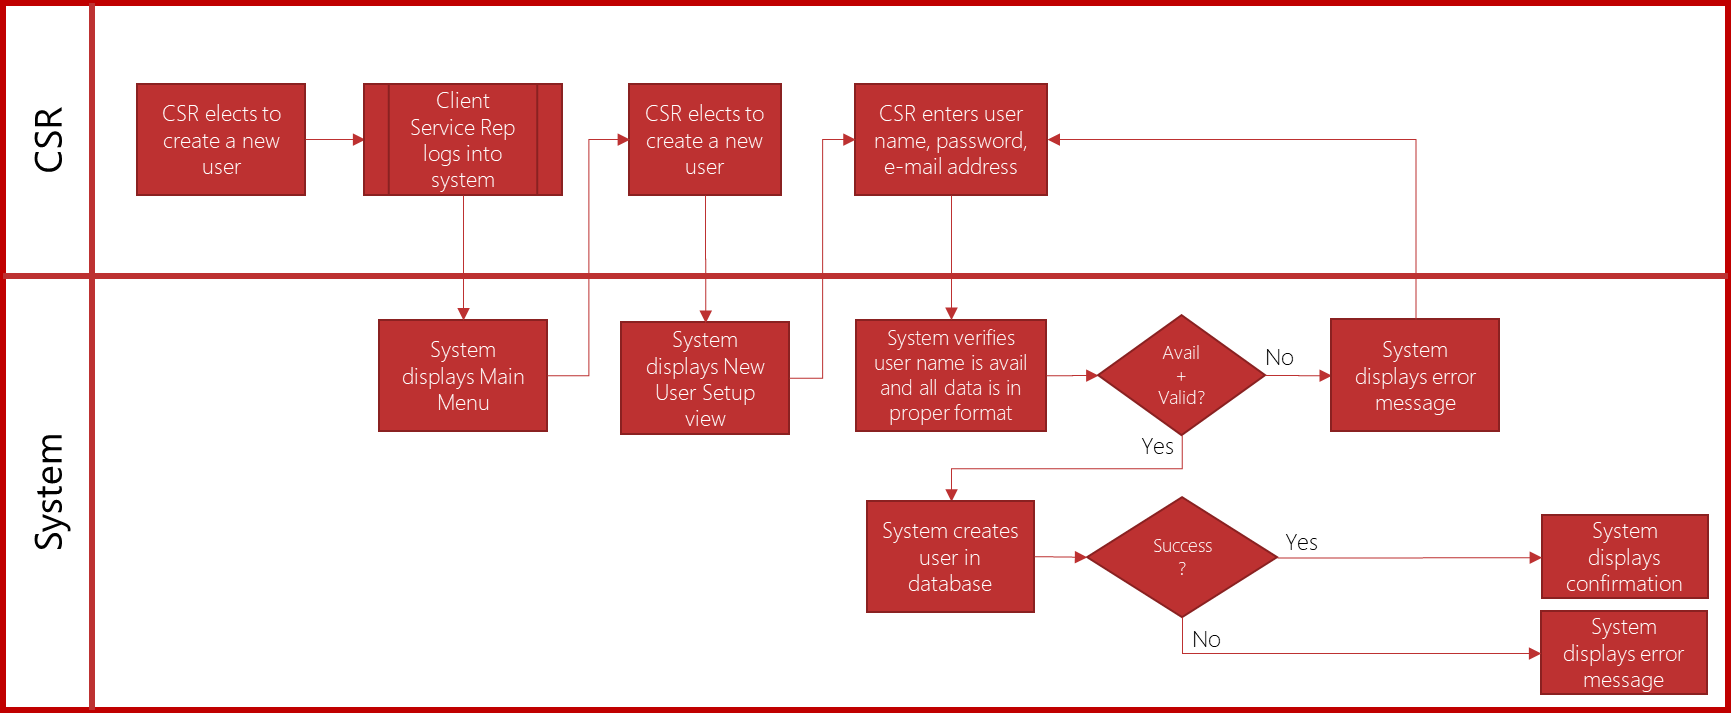 CSR
CSR elects to
create a new
user
Client
Service Rep
logs into
system
CSR elects to
create a new
user
CSR enters user
name, password,
e-mail address
System
System
displays Main
Menu
System
displays New
User Setup
view
System verifies
user name is avail
and all data is in
proper format
Avail
+
Valid?
No
System
displays error
message
Yes
System creates
user in
database
Success
?
Yes
System
displays
confirmation
No
System
displays error
message